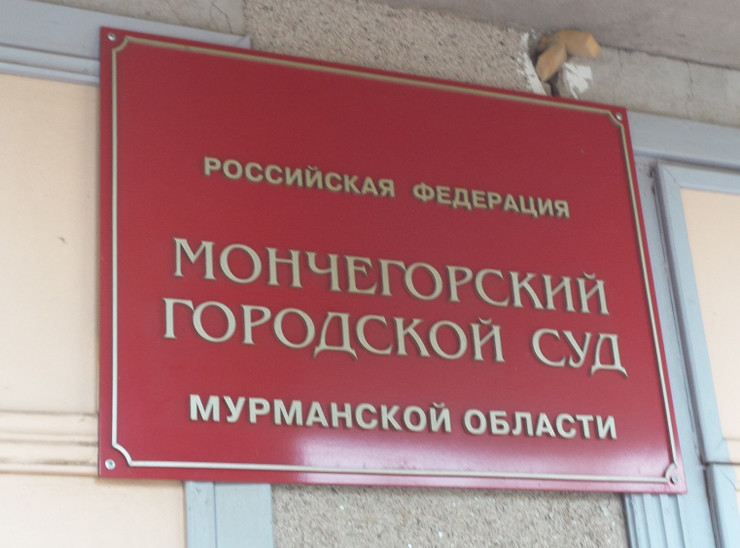 РОССИЙСКАЯ ФЕДЕРАЦИЯ
МОНЧЕГОРСКИЙ
ГОРОДСКОЙ СУД
МУРМАНСКОЙ ОБЛАСТИ